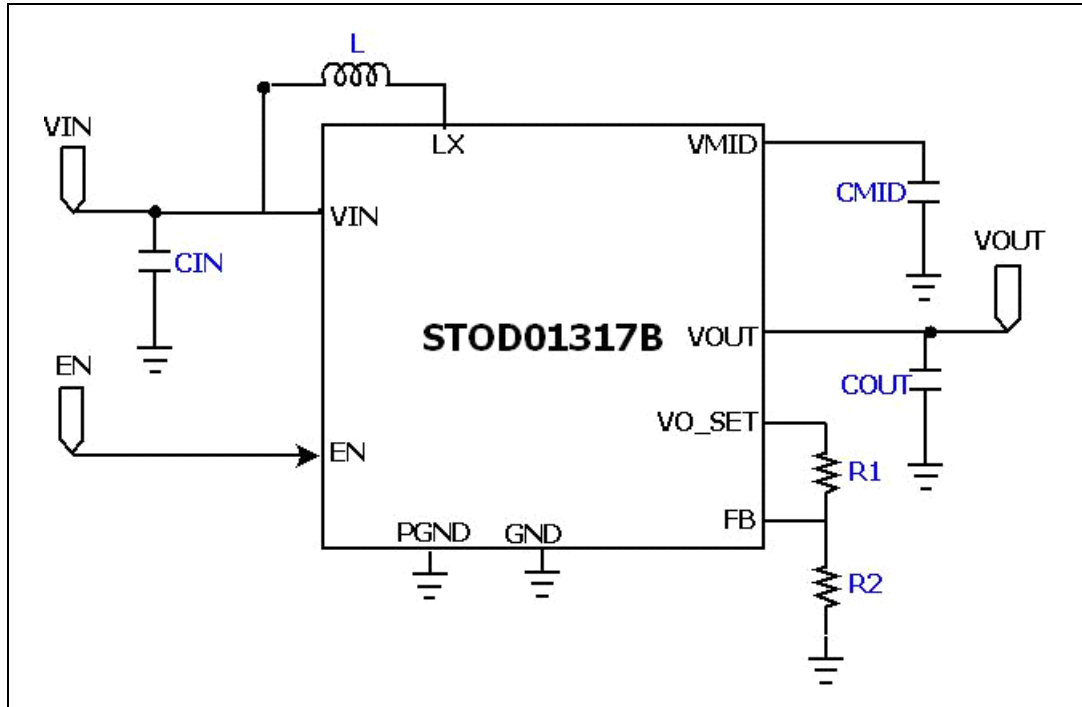 L
VIN
LX
VMID
CMID
VIN
VOUT
CIN
STOD01317B
VOUT
EN
COUT
VO_SET
EN
R1
FB
PGND
GND
R2